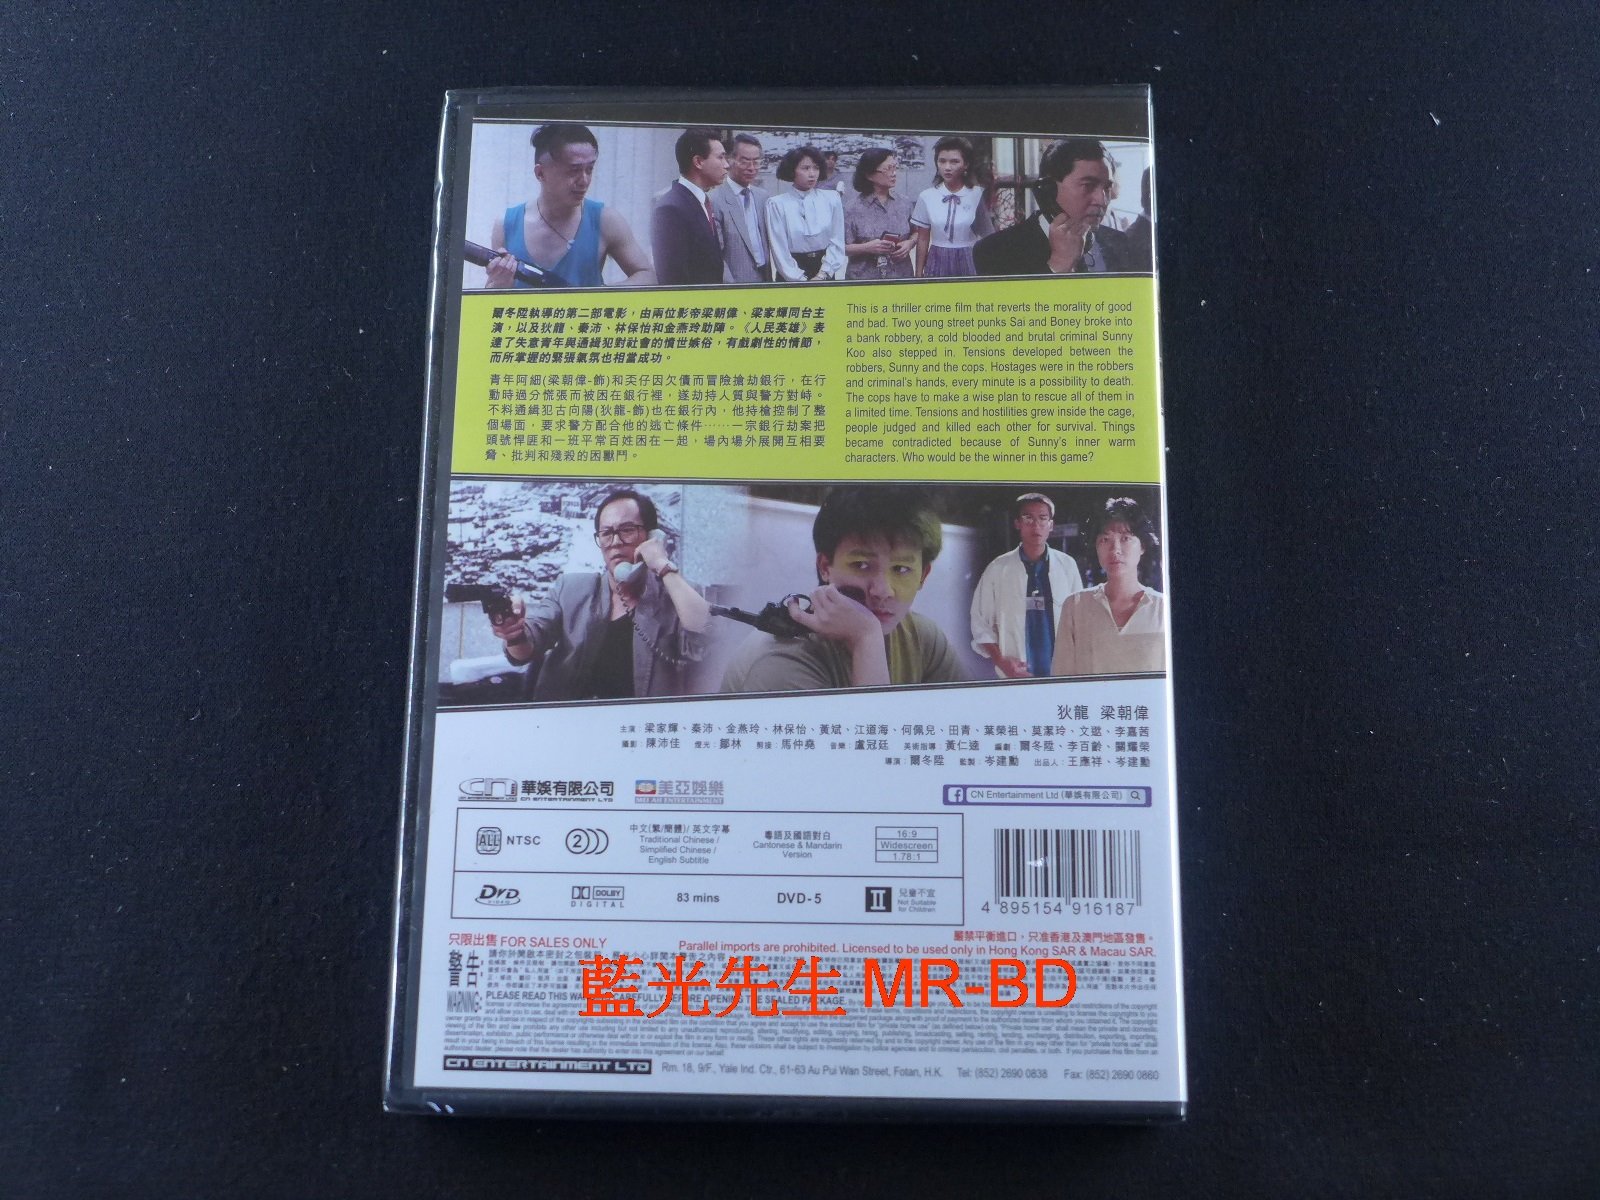 爾冬陞執導的第二部電影，由兩位影帝梁朝偉、梁家輝同台主
演，以及狄龍、秦沛、林保怡和金燕玲助陣。《人民英雄》表
達了失意青年與通緝犯對社會的憤世嫉俗，有戲劇性的情節，
而所掌握的緊張氣氛也相當成功。
青年阿細(梁朝偉-飾)和奀仔因欠債而冒險搶劫銀行，在行
動時過分慌張而被困在銀行裡，遂劫持人質與警方對峙。
不料通緝犯古向陽(狄龍-飾)也在銀行內，他持槍控制了整
個場面，要求警方配合他的逃亡條件……一宗銀行劫案把
頭號悍匪和一班平常百姓困在一起，場內場外展開互相要
脅、批判和殘殺的困獸鬥。
This is a thriller crime film that reverts the morality of good
and bad. Two young street punks Sai and Boney broke into
a bank robbery, a cold blooded and brutal criminal Sunny
Koo also stepped in. Tensions developed between the
robbers, Sunny and the cops. Hostages were in the robbers
and criminal's hands, every minute is a possibility to death.
The cops have to make a wise plan to rescue all of them in
a limited time. Tensions and hostilities grew inside the cage,
people judged and killed each other for survival. Things
became contradicted because of Sunny's inner warm
characters. Who would be the winner in this game?
狄龍 梁朝偉
主演：梁家輝、秦沛、金燕玲、林保怡、黃斌、江道海、何佩兒、田青、葉榮祖、莫潔玲、文遬、李嘉茜
攝影：陳沛佳 燈光：鄒林 剪接：馬仲堯 音樂：盧冠廷 美術指導：黃仁逵 編劇：爾冬陞、李百齡、關耀榮
導演：爾冬陞 監製：岑建勳 出品人：王應祥、岑建勳
CN 華娛有限公司
CN ENTERTAINMENT LTD
美亞娛樂
MEI AH ENTERTAINMENT
f CN Entertainment Ltd (華娛有限公司)
ALL NTSC
2
中文(繁/簡體)/ 英文字幕
Traditional Chinese /
Simplified Chinese /
English Subtitle
粵語及國語對白
Cantonese & Mandarin
Version
16:9
Widescreen
1.78:1
DVD VIDEO
DOLBY
DIGITAL
83 mins
DVD-5
II
兒童不宜
Not Suitable
for Children
4 895154 916187
只限出售 FOR SALES ONLY
嚴禁平衡進口，只准香港及澳門地區發售。
Parallel imports are prohibited. Licensed to be used only in Hong Kong SAR & Macau SAR.
警告:
藍光先生 MR-BD
WARNING:
CN ENTERTAINMENT LTD Rm. 18, 9/F., Yale Ind. Ctr., 61-63 Au Pui Wan Street, Fotan, H.K. Tel: (852) 2690 0838 Fax: (852) 2690 0860